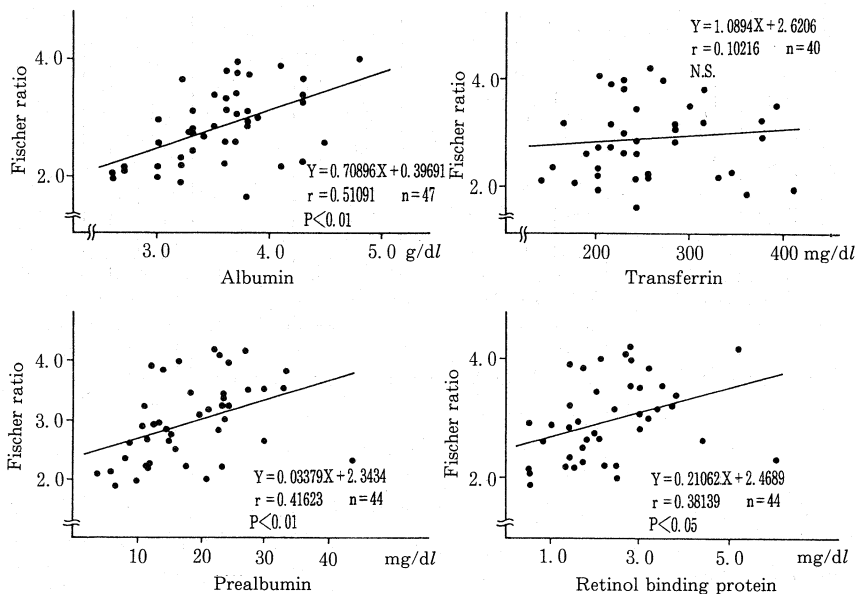 Fischer ratio
4.0
2.0
Y=0.70896X+0.39691
r=0.51091 n=47
P<0.01
3.0 4.0 5.0 g/dl
Albumin
Fischer ratio
4.0
2.0
Y=1.0894X+2.6206
r=0.10216 n=40
N.S.
200 300 400 mg/dl
Transferrin
Fischer ratio
4.0
3.0
2.0
Y=0.03379X+2.3434
r=0.41623 n=44
P<0.01
10 20 30 40 mg/dl
Prealbumin
Fischer ratio
4.0
2.0
Y=0.21062X+2.4689
r=0.38139 n=44
P<0.05
1.0 3.0 5.0 mg/dl
Retinol binding protein